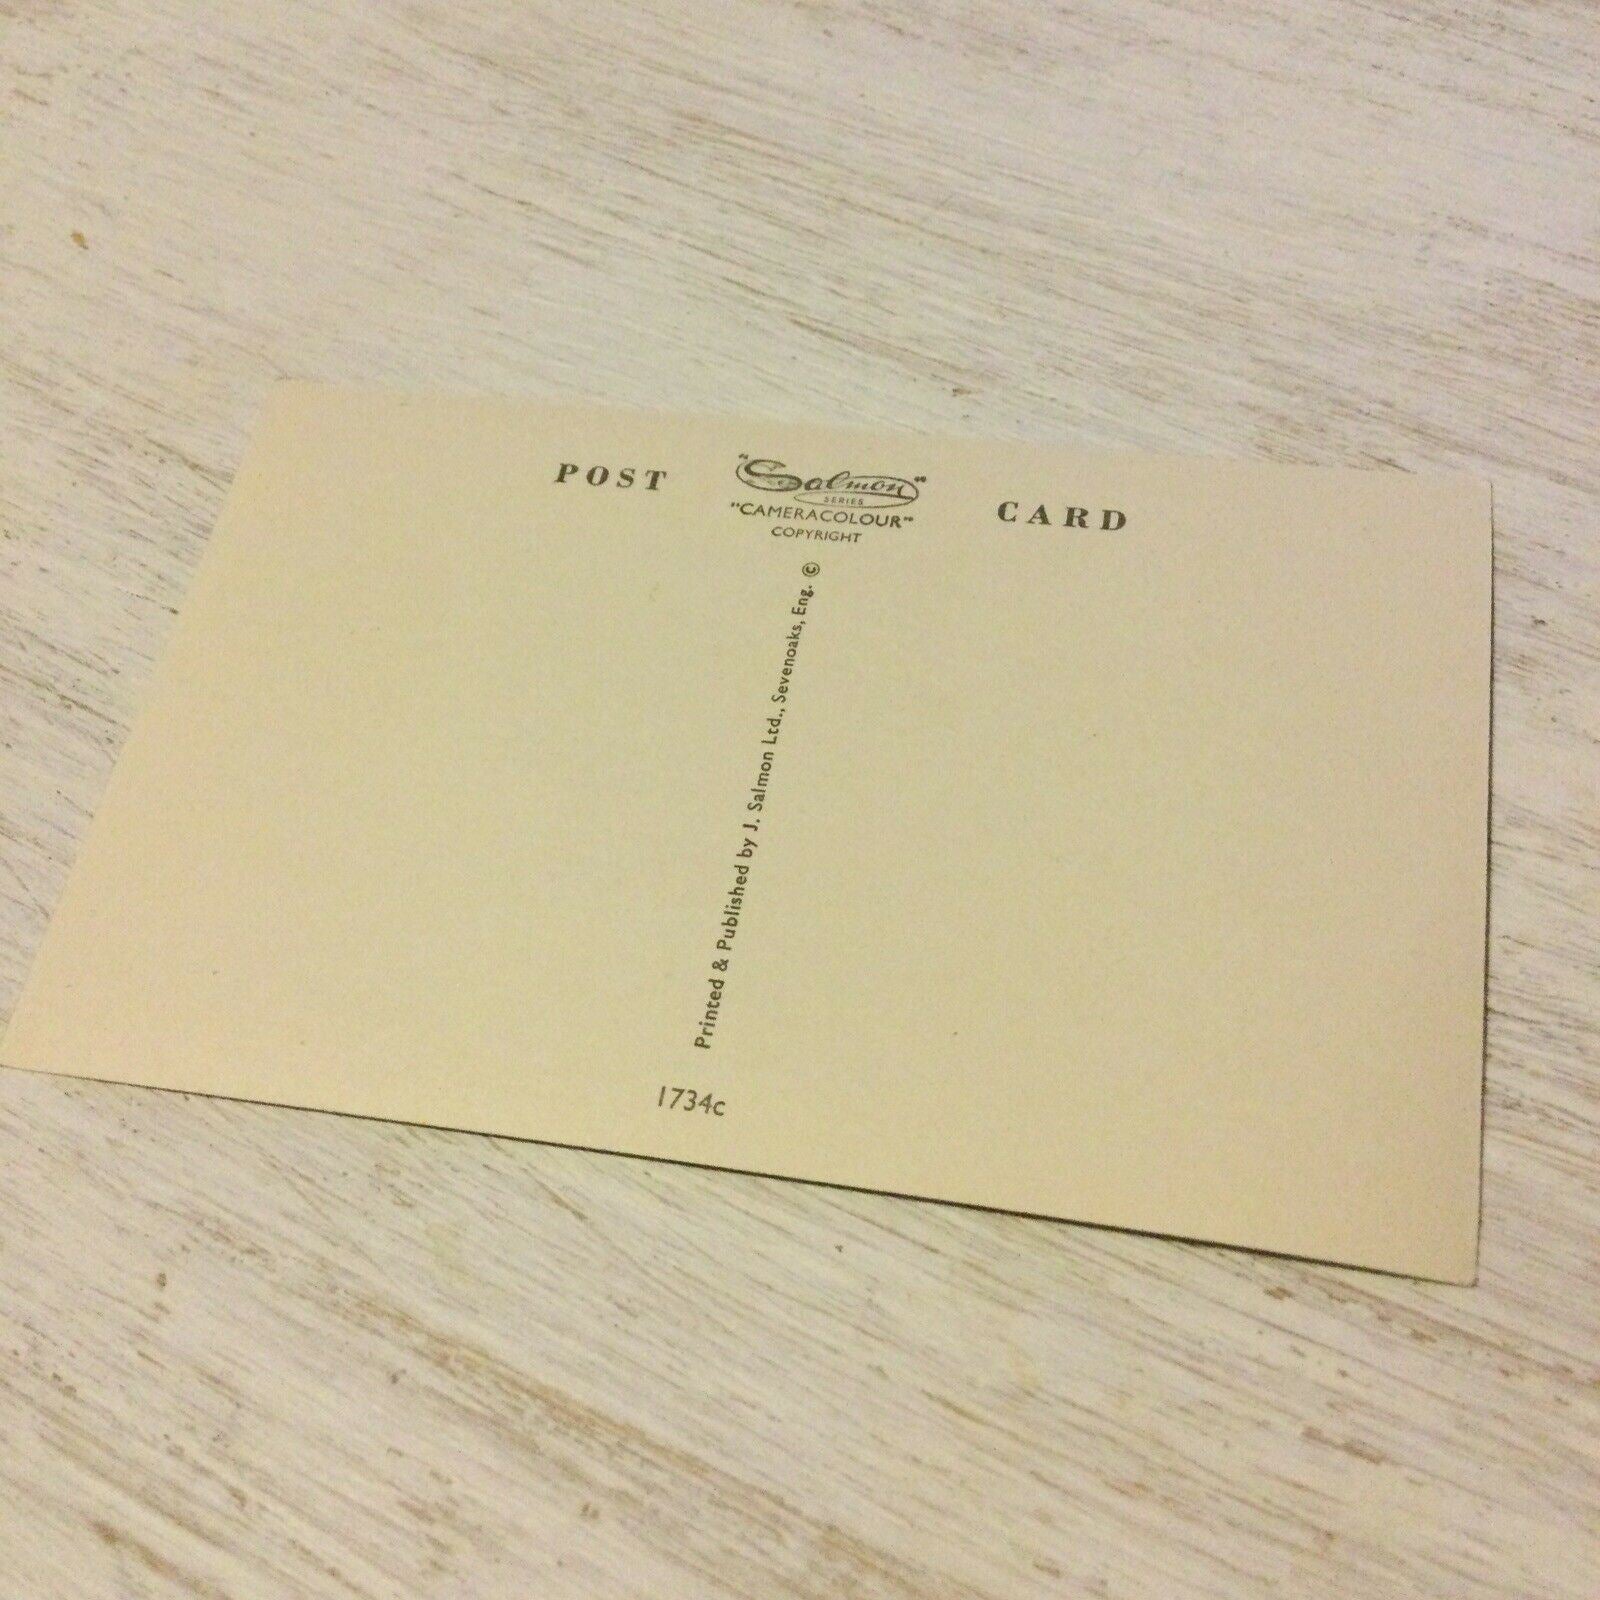 POST CARD
"Salmon"
SERIES
"CAMERACOLOUR"
COPYRIGHT
Printed & Published by J. Salmon Ltd., Sevenoaks, Eng. ©
1734c